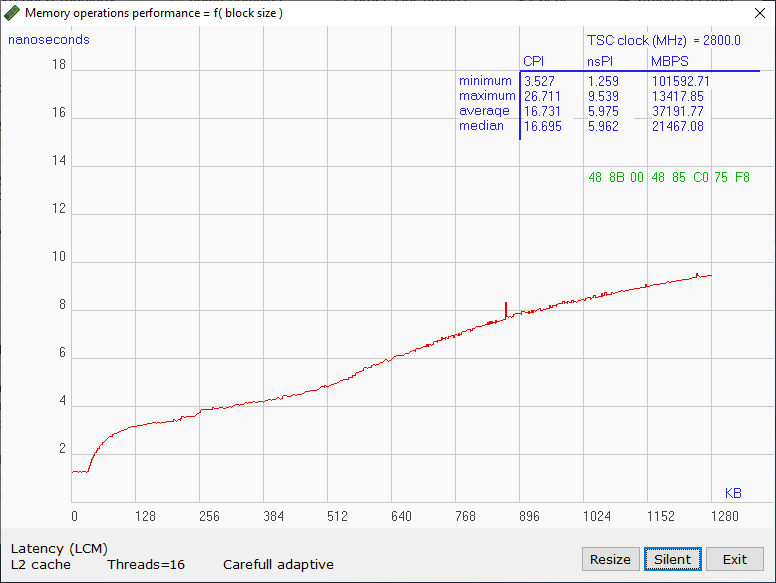 Memory operations performance = f( block size )
nanoseconds
TSC clock (MHz) = 2800.0
CPI nsPI MBPS
minimum 3.527 1.259 101592.71
maximum 26.711 9.539 13417.85
average 16.731 5.975 37191.77
median 16.695 5.962 21467.08
48 8B 00 48 85 C0 75 F8
18
16
14
12
10
8
6
4
2
KB
0 128 256 384 512 640 768 896 1024 1152 1280
Latency (LCM)
L2 cache Threads=16 Carefull adaptive
Resize Silent Exit